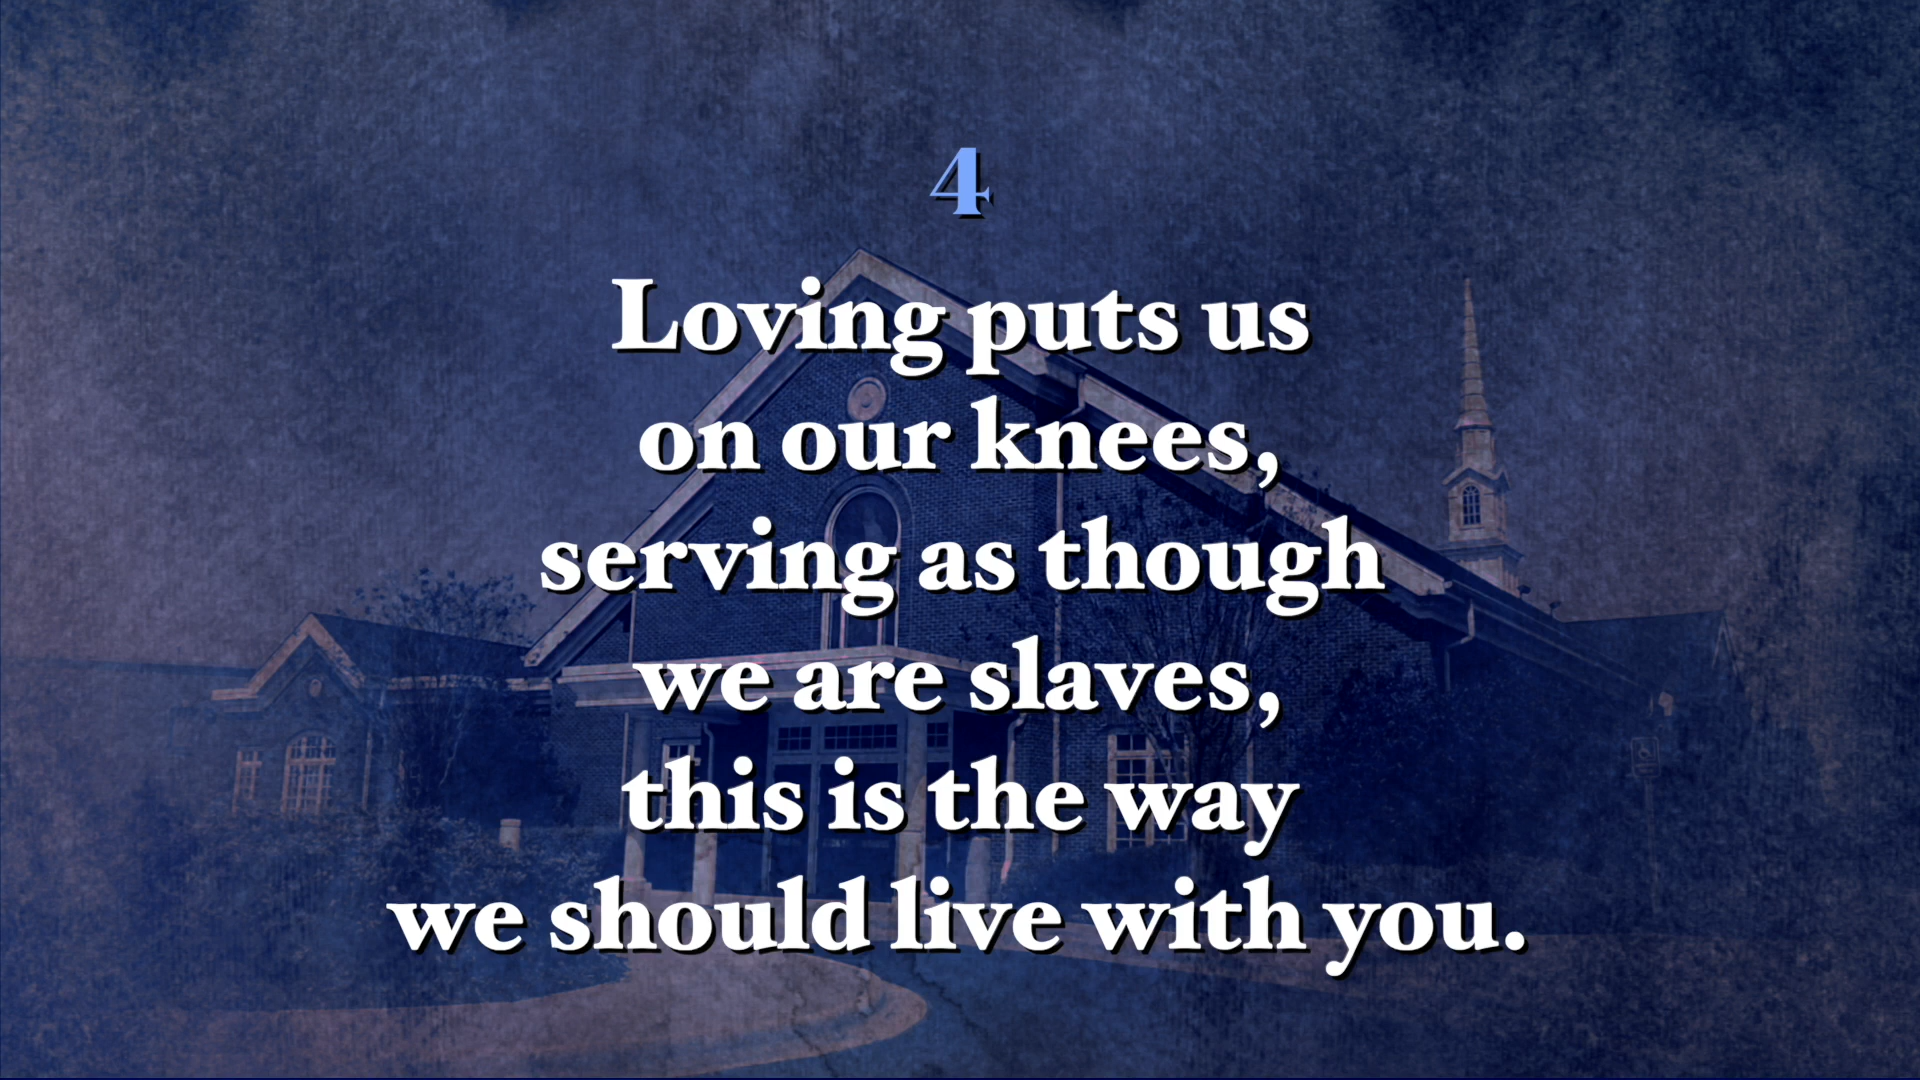 4
Loving puts us
on our knees,
serving as though
we are slaves,
this is the way
we should live with you.